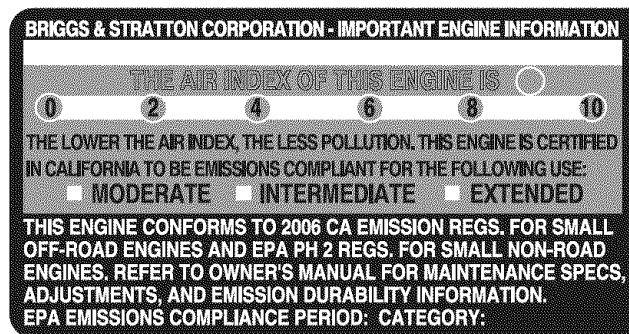 BRIGGS & STRATTON CORPORATION - IMPORTANT ENGINE INFORMATION
THE AIR INDEX OF THIS ENGINE IS
0 2 4 6 8 10
THE LOWER THE AIR INDEX, THE LESS POLLUTION. THIS ENGINE IS CERTIFIED
IN CALIFORNIA TO BE EMISSIONS COMPLIANT FOR THE FOLLOWING USE:
MODERATE INTERMEDIATE EXTENDED
THIS ENGINE CONFORMS TO 2006 CA EMISSION REGS. FOR SMALL
OFF-ROAD ENGINES AND EPA PH 2 REGS. FOR SMALL NON-ROAD
ENGINES. REFER TO OWNER'S MANUAL FOR MAINTENANCE SPECS,
ADJUSTMENTS, AND EMISSION DURABILITY INFORMATION.
EPA EMISSIONS COMPLIANCE PERIOD: CATEGORY: